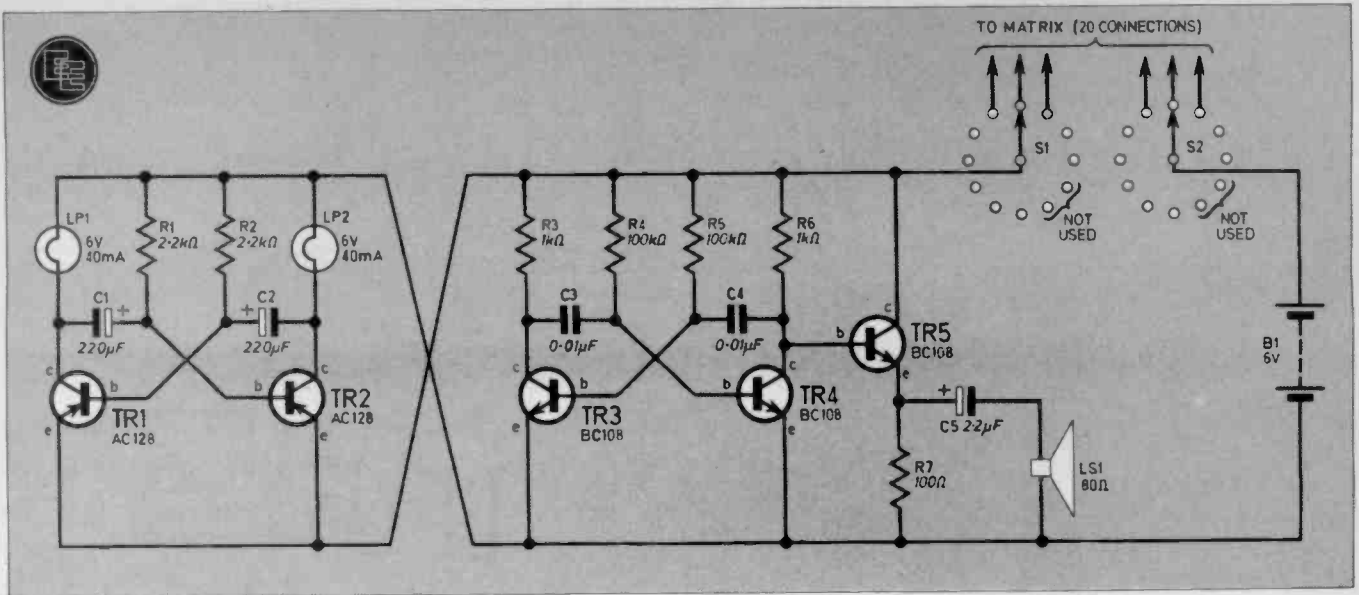 EE
TO MATRIX (20 CONNECTIONS)
S1
S2
NOT
USED
NOT
USED
LP1
6V
40mA
R1
2·2kΩ
R2
2·2kΩ
LP2
6V
40mA
R3
1kΩ
R4
100kΩ
R5
100kΩ
R6
1kΩ
C1
+
220µF
+
C2
220µF
C3
0·01µF
C4
0·01µF
c
b
e
TR1
AC128
c
b
e
TR2
AC128
c
b
e
TR3
BC108
c
b
e
TR4
BC108
c
b
e
TR5
BC108
+
C5 2·2µF
R7
100Ω
LS1
80Ω
B1
6V